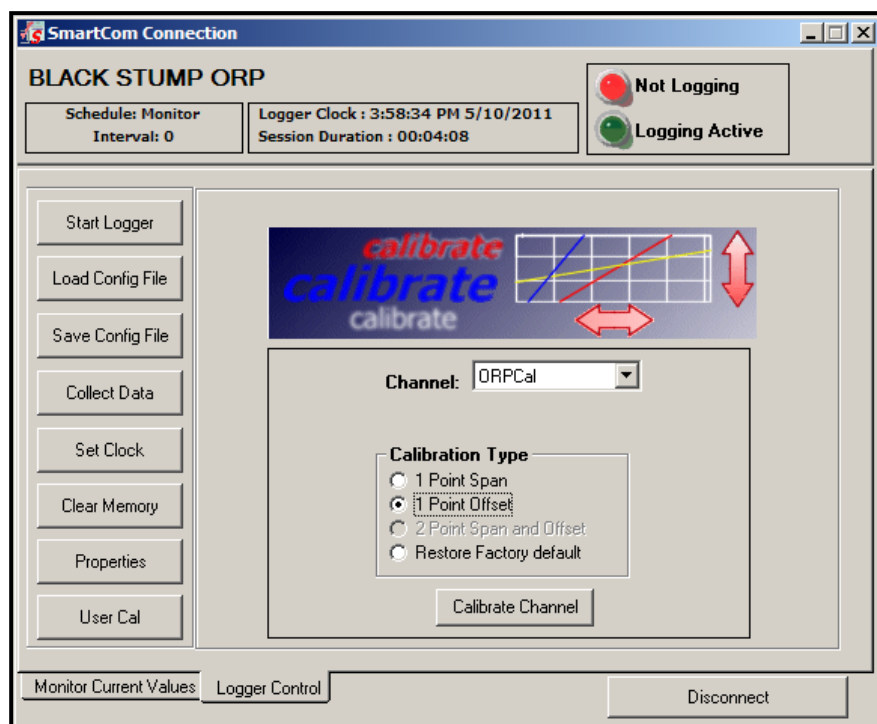 SmartCom Connection
BLACK STUMP ORP
Schedule: Monitor
Interval: 0
Logger Clock : 3:58:34 PM 5/10/2011
Session Duration : 00:04:08
Not Logging
Logging Active
Start Logger
Load Config File
Save Config File
Collect Data
Set Clock
Clear Memory
Properties
User Cal
calibrate
calibrate
calibrate
Channel: ORPCal
Calibration Type
1 Point Span
1 Point Offset
2 Point Span and Offset
Restore Factory default
Calibrate Channel
Monitor Current Values
Logger Control
Disconnect